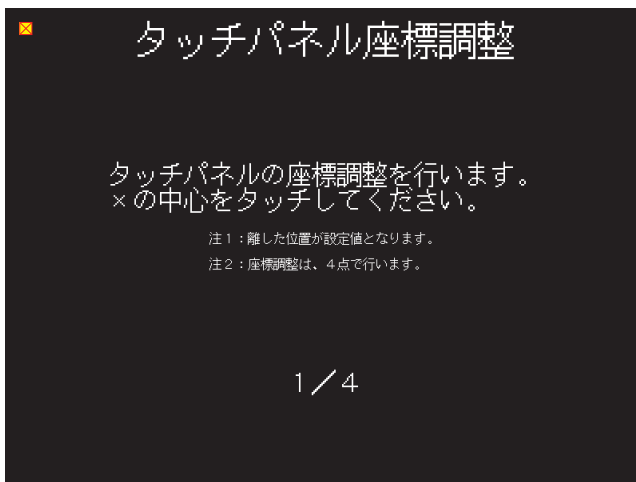 タッチパネル座標調整
タッチパネルの座標調整を行います。
×の中心をタッチしてください。
注１：離した位置が設定値となります。
注２：座標調整は、４点で行います。
１／４